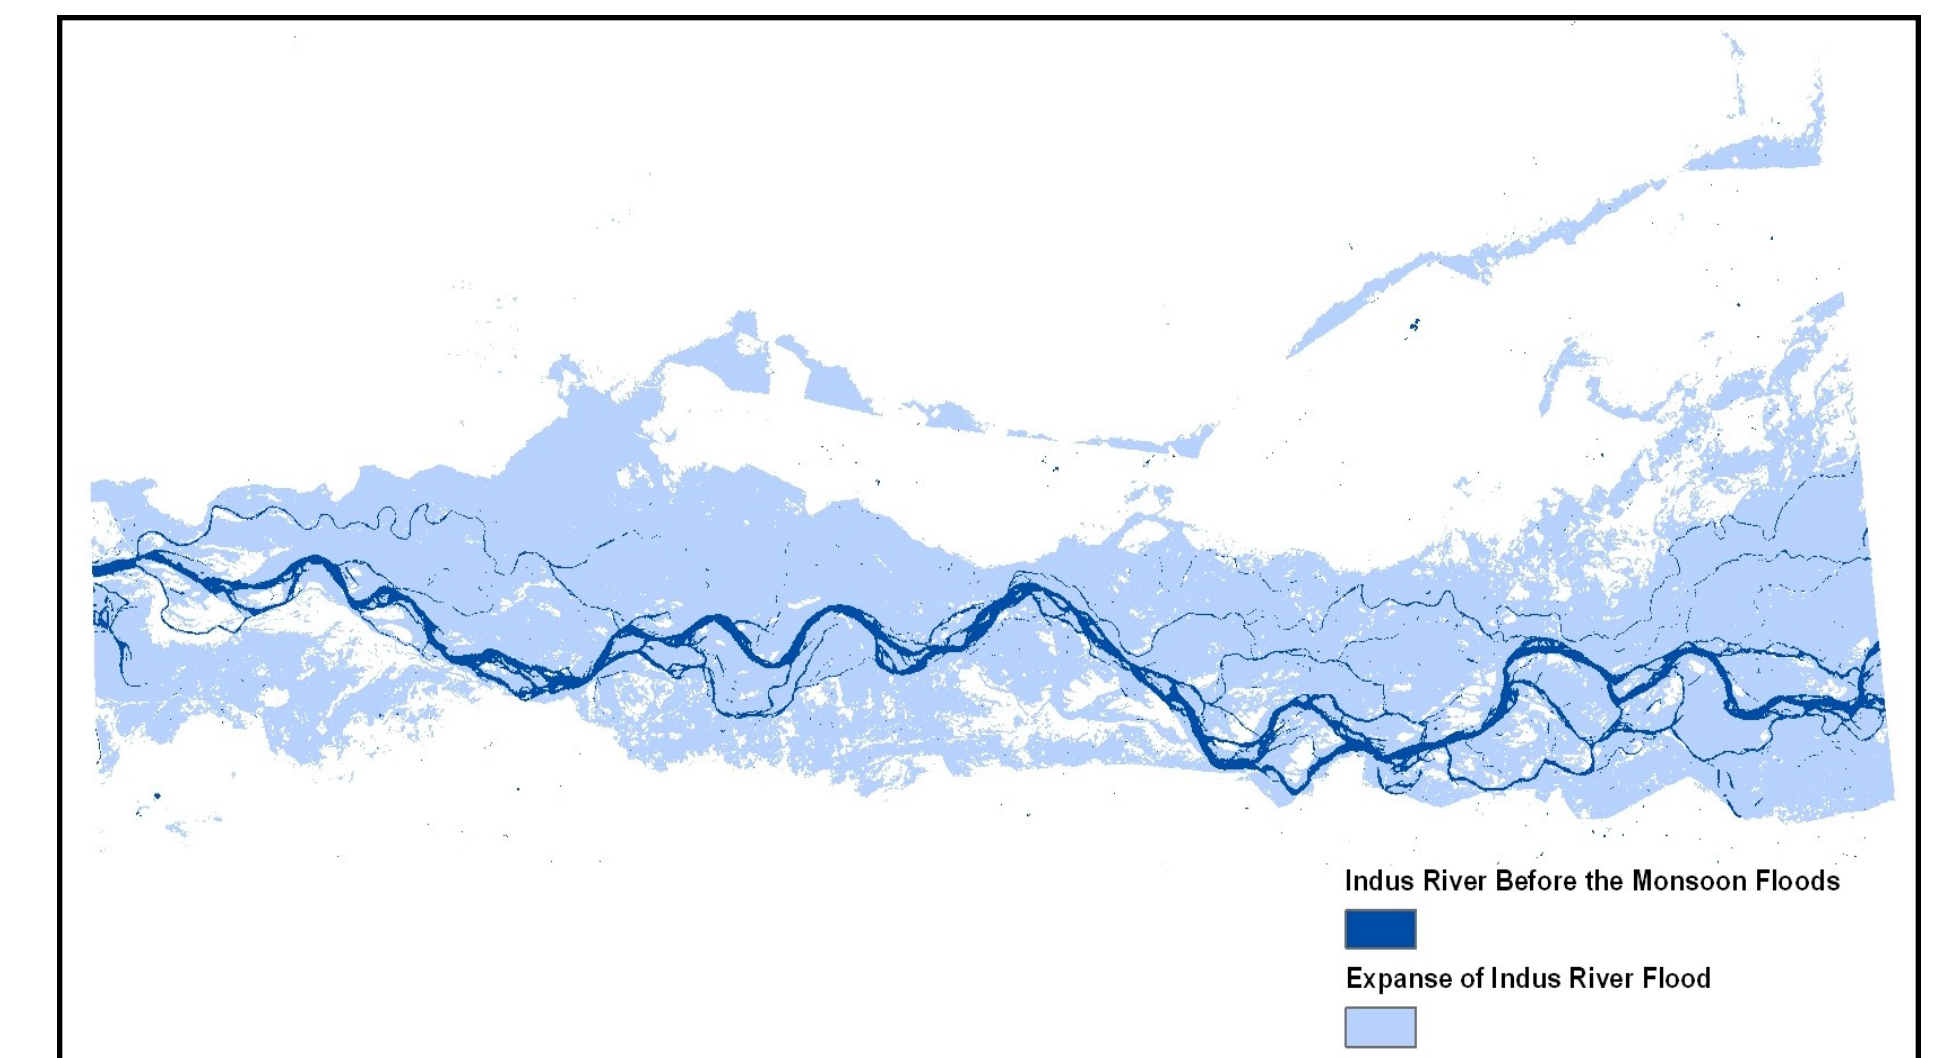 Indus River Before the Monsoon Floods
Expanse of Indus River Flood